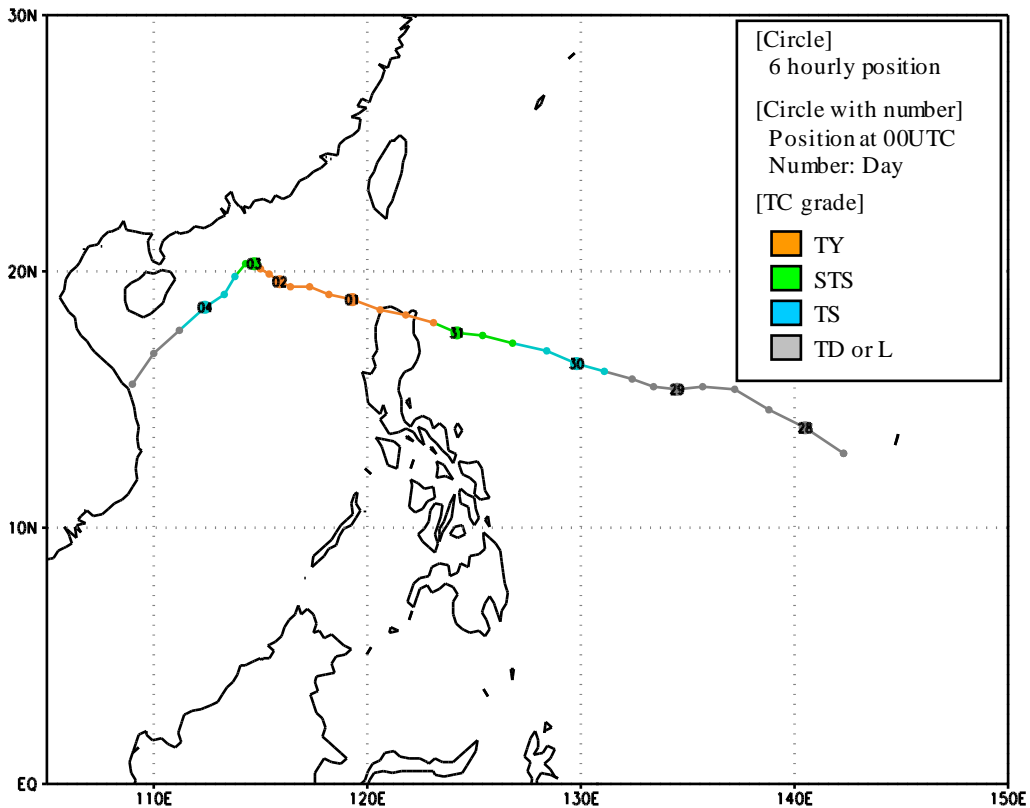 30N
[Circle]
6 hourly position
[Circle with number]
Position at 00UTC
Number: Day
[TC grade]
TY
STS
TS
TD or L
20N
03
02
01
04
31
30
29
28
10N
EQ
110E 120E 130E 140E 150E